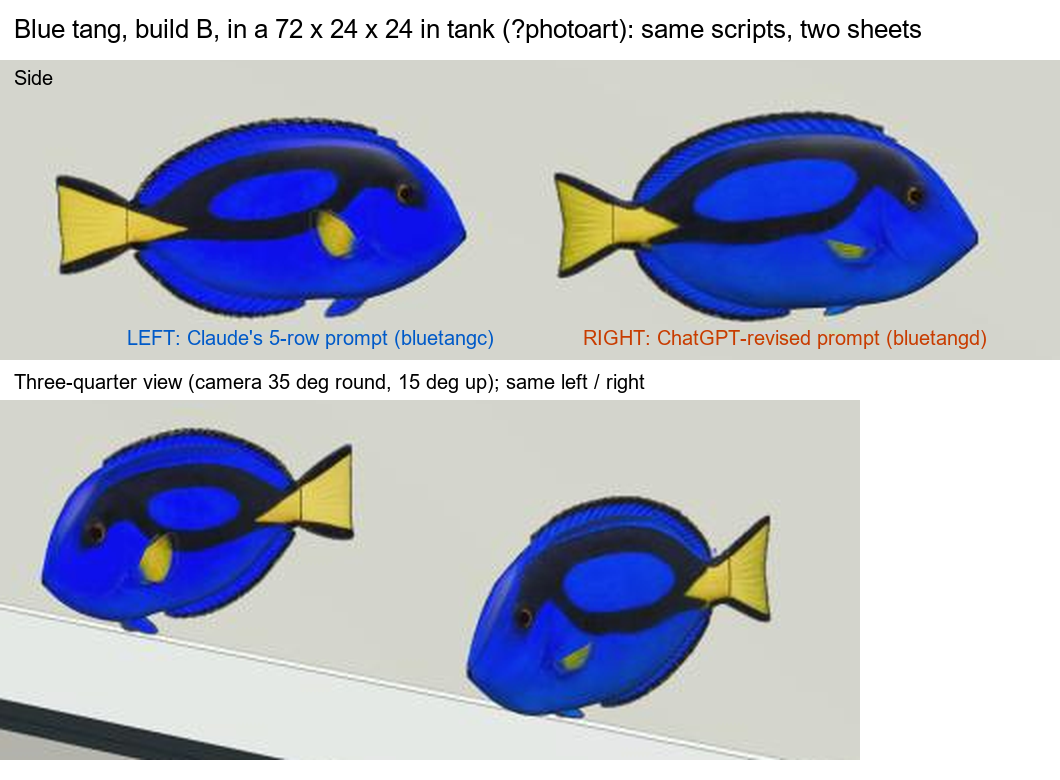 Blue tang, build B, in a 72 x 24 x 24 in tank (?photoart): same scripts, two sheets
Side
LEFT: Claude's 5-row prompt (bluetangc)
RIGHT: ChatGPT-revised prompt (bluetangd)
Three-quarter view (camera 35 deg round, 15 deg up); same left / right